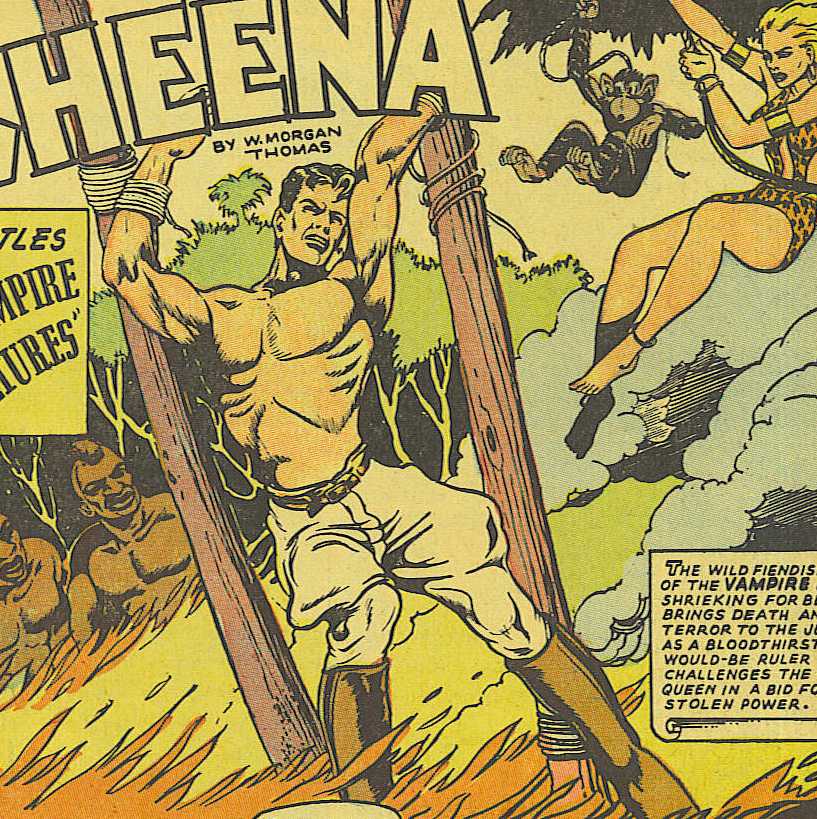 SHEENA
BY W. MORGAN
THOMAS
TLES
MPIRE
TURES"
THE WILD FIENDIS
OF THE VAMPIRE
SHRIEKING FOR B
BRINGS DEATH AN
TERROR TO THE JU
AS A BLOODTHIRST
WOULD-BE RULER
CHALLENGES THE
QUEEN IN A BID FO
STOLEN POWER.